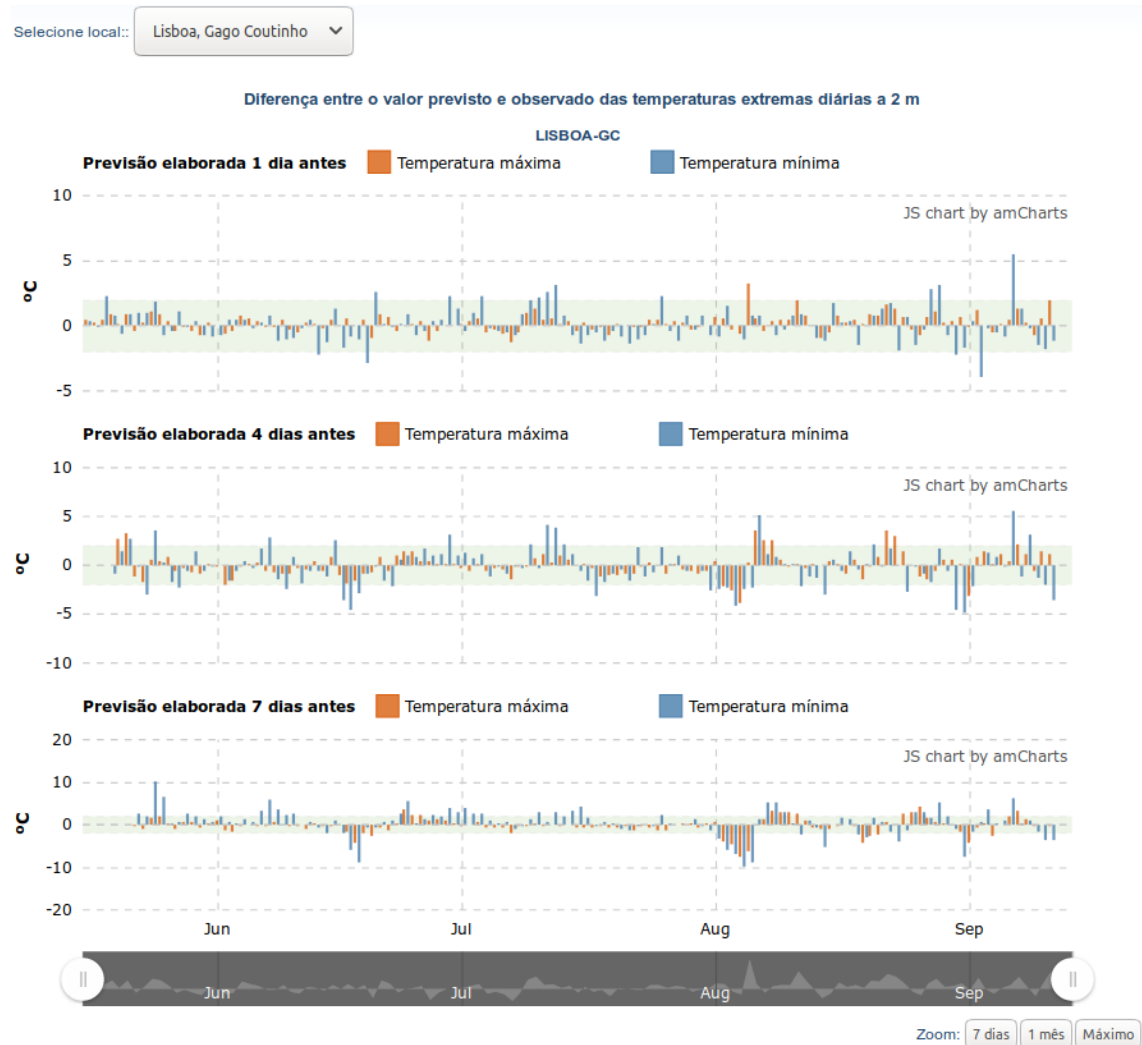 Selecione local:: Lisboa, Gago Coutinho
Diferença entre o valor previsto e observado das temperaturas extremas diárias a 2 m
LISBOA-GC
Previsão elaborada 1 dia antes Temperatura máxima Temperatura mínima
10
JS chart by amCharts
5
ºC
0
-5
Previsão elaborada 4 dias antes Temperatura máxima Temperatura mínima
10
JS chart by amCharts
5
ºC
0
-5
-10
Previsão elaborada 7 dias antes Temperatura máxima Temperatura mínima
20
JS chart by amCharts
10
ºC
0
-10
-20
Jun Jul Aug Sep
Jun Jul Aug Sep
Zoom: 7 dias 1 mês Máximo